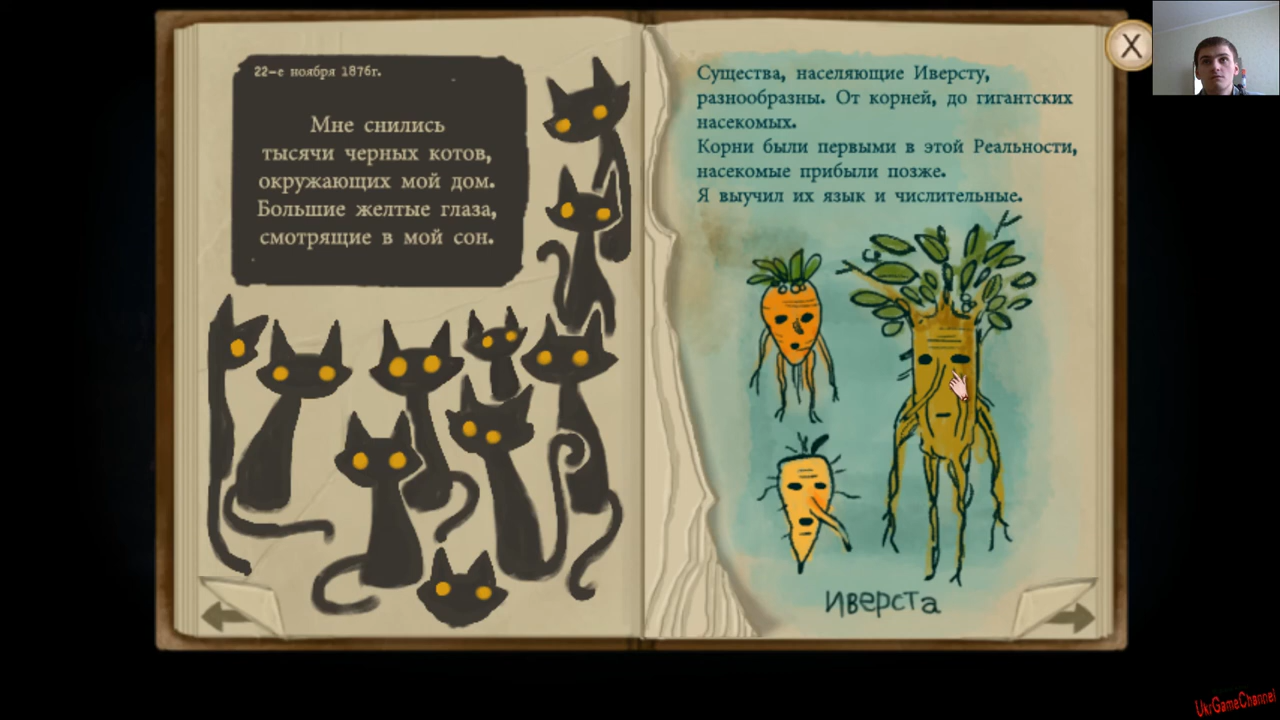 22-е ноября 1876г.
Мне снились
тысячи черных котов,
окружающих мой дом.
Большие желтые глаза,
смотрящие в мой сон.
Существа, населяющие Иверсту,
разнообразны. От корней, до гигантских
насекомых.
Корни были первыми в этой Реальности,
насекомые прибыли позже.
Я выучил их язык и числительные.
иверста
X
UkrGameChannel